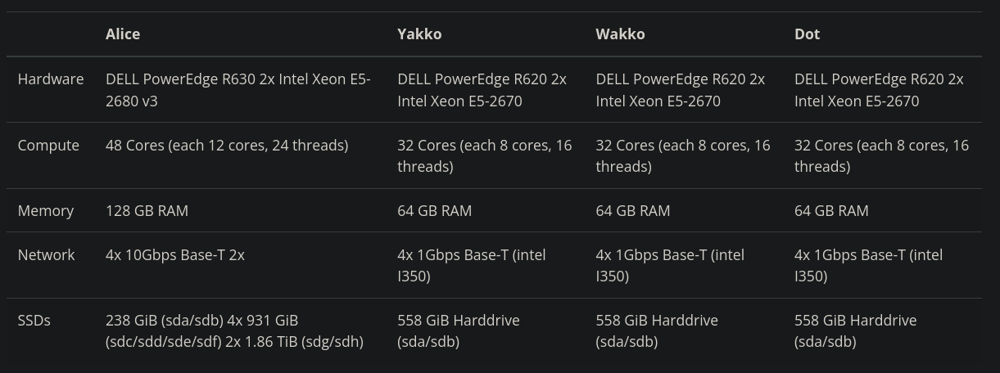 Alice Yakko Wakko Dot
Hardware DELL PowerEdge R630 2x Intel Xeon E5- DELL PowerEdge R620 2x DELL PowerEdge R620 2x DELL PowerEdge R620 2x
2680 v3 Intel Xeon E5-2670 Intel Xeon E5-2670 Intel Xeon E5-2670
Compute 48 Cores (each 12 cores, 24 threads) 32 Cores (each 8 cores, 16 32 Cores (each 8 cores, 16 32 Cores (each 8 cores, 16
threads) threads) threads)
Memory 128 GB RAM 64 GB RAM 64 GB RAM 64 GB RAM
Network 4x 10Gbps Base-T 2x 4x 1Gbps Base-T (intel 4x 1Gbps Base-T (intel 4x 1Gbps Base-T (intel
I350) I350) I350)
SSDs 238 GiB (sda/sdb) 4x 931 GiB 558 GiB Harddrive 558 GiB Harddrive 558 GiB Harddrive
(sdc/sdd/sde/sdf) 2x 1.86 TiB (sdg/sdh) (sda/sdb) (sda/sdb) (sda/sdb)